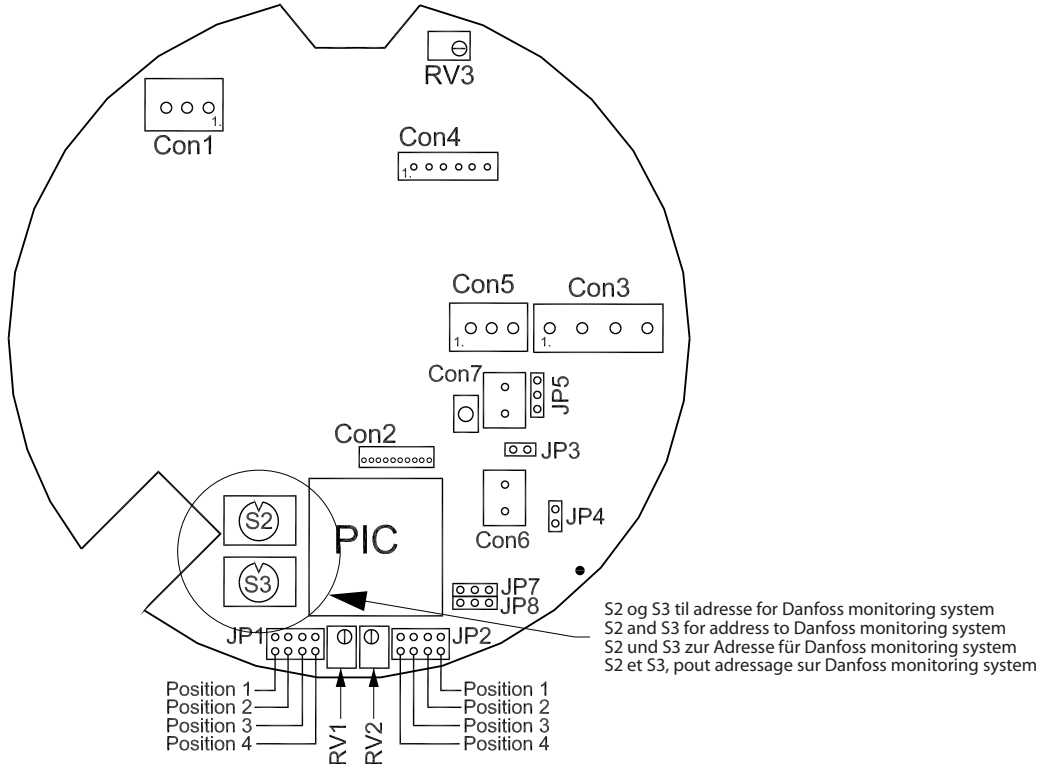 RV3
Con1
1.
Con4
1.
Con5
1.
Con3
1.
Con7
JP5
Con2
JP3
S2
PIC
JP4
Con6
S3
JP7
JP8
S2 og S3 til adresse for Danfoss monitoring system
S2 and S3 for address to Danfoss monitoring system
S2 und S3 zur Adresse für Danfoss monitoring system
S2 et S3, pout adressage sur Danfoss monitoring system
JP1
JP2
Position 1
Position 2
Position 3
Position 4
RV1
RV2
Position 1
Position 2
Position 3
Position 4